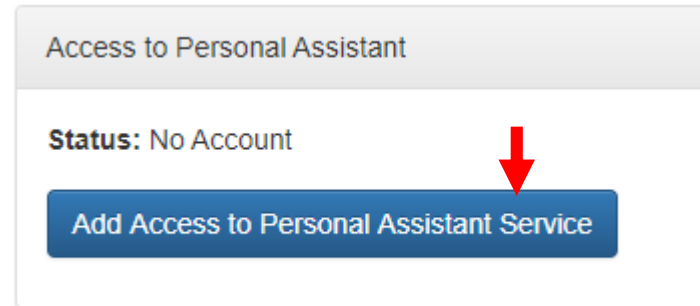 Access to Personal Assistant
Status: No Account
Add Access to Personal Assistant Service